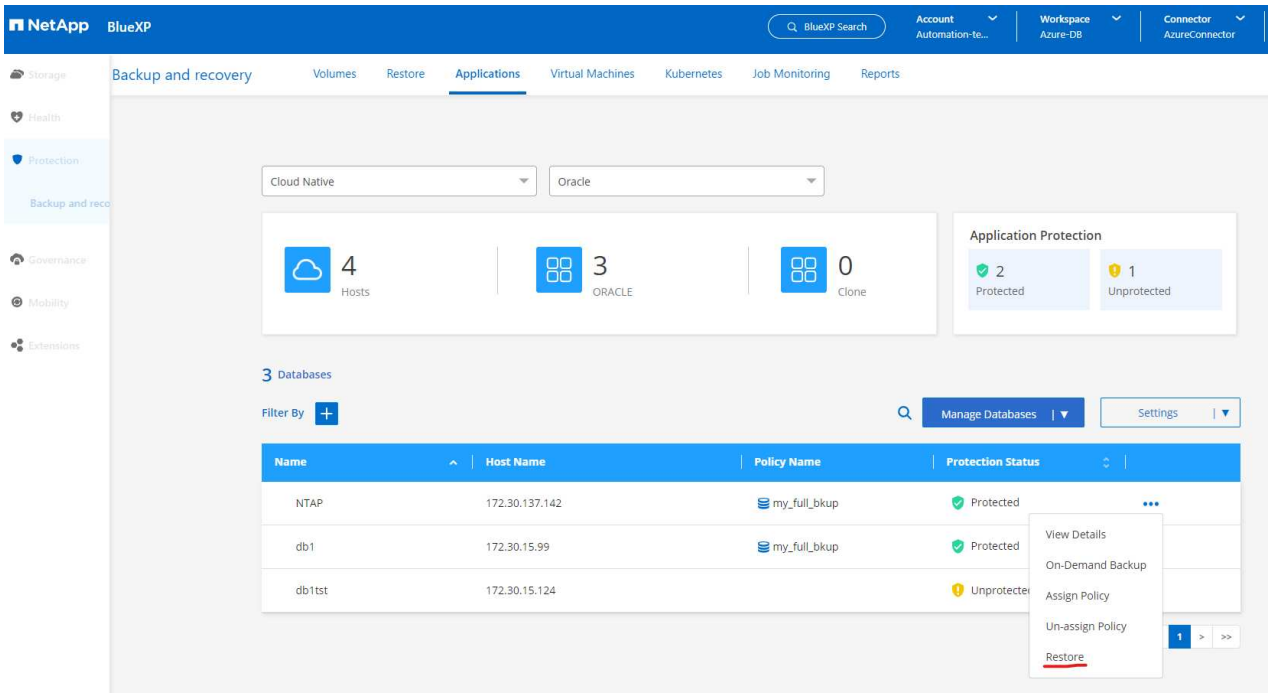 NetApp BlueXP BlueXP Search Account Workspace Connector
Automation-te... Azure-DB AzureConnector
Storage
Backup and recovery Volumes Restore Applications Virtual Machines Kubernetes Job Monitoring Reports
Health
Protection
Backup and reco
Governance
Mobility
Extensions
Cloud Native Oracle
4 Hosts
3 ORACLE
0 Clone
Application Protection
2 Protected
1 Unprotected
3 Databases
Filter By + Manage Databases | ▼ Settings | ▼
Name Host Name Policy Name Protection Status
NTAP 172.30.137.142 my_full_bkup Protected •••
db1 172.30.15.99 my_full_bkup Protected
db1tst 172.30.15.124 Unprotected
View Details
On-Demand Backup
Assign Policy
Un-assign Policy
Restore
1 > >>